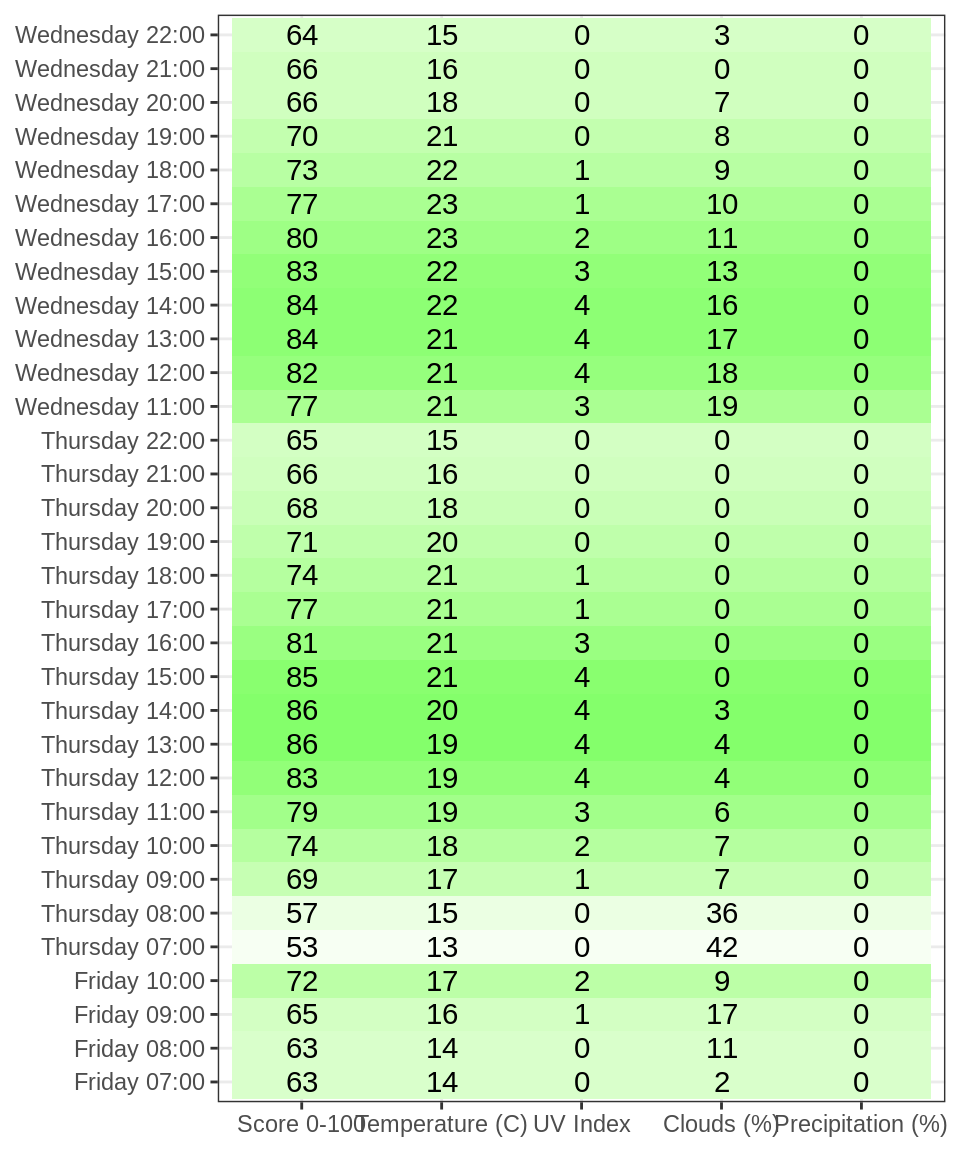 Wednesday 22:00 64 15 0 3 0
Wednesday 21:00 66 16 0 0 0
Wednesday 20:00 66 18 0 7 0
Wednesday 19:00 70 21 0 8 0
Wednesday 18:00 73 22 1 9 0
Wednesday 17:00 77 23 1 10 0
Wednesday 16:00 80 23 2 11 0
Wednesday 15:00 83 22 3 13 0
Wednesday 14:00 84 22 4 16 0
Wednesday 13:00 84 21 4 17 0
Wednesday 12:00 82 21 4 18 0
Wednesday 11:00 77 21 3 19 0
Thursday 22:00 65 15 0 0 0
Thursday 21:00 66 16 0 0 0
Thursday 20:00 68 18 0 0 0
Thursday 19:00 71 20 0 0 0
Thursday 18:00 74 21 1 0 0
Thursday 17:00 77 21 1 0 0
Thursday 16:00 81 21 3 0 0
Thursday 15:00 85 21 4 0 0
Thursday 14:00 86 20 4 3 0
Thursday 13:00 86 19 4 4 0
Thursday 12:00 83 19 4 4 0
Thursday 11:00 79 19 3 6 0
Thursday 10:00 74 18 2 7 0
Thursday 09:00 69 17 1 7 0
Thursday 08:00 57 15 0 36 0
Thursday 07:00 53 13 0 42 0
Friday 10:00 72 17 2 9 0
Friday 09:00 65 16 1 17 0
Friday 08:00 63 14 0 11 0
Friday 07:00 63 14 0 2 0
Score 0-100 Temperature (C) UV Index Clouds (%) Precipitation (%)